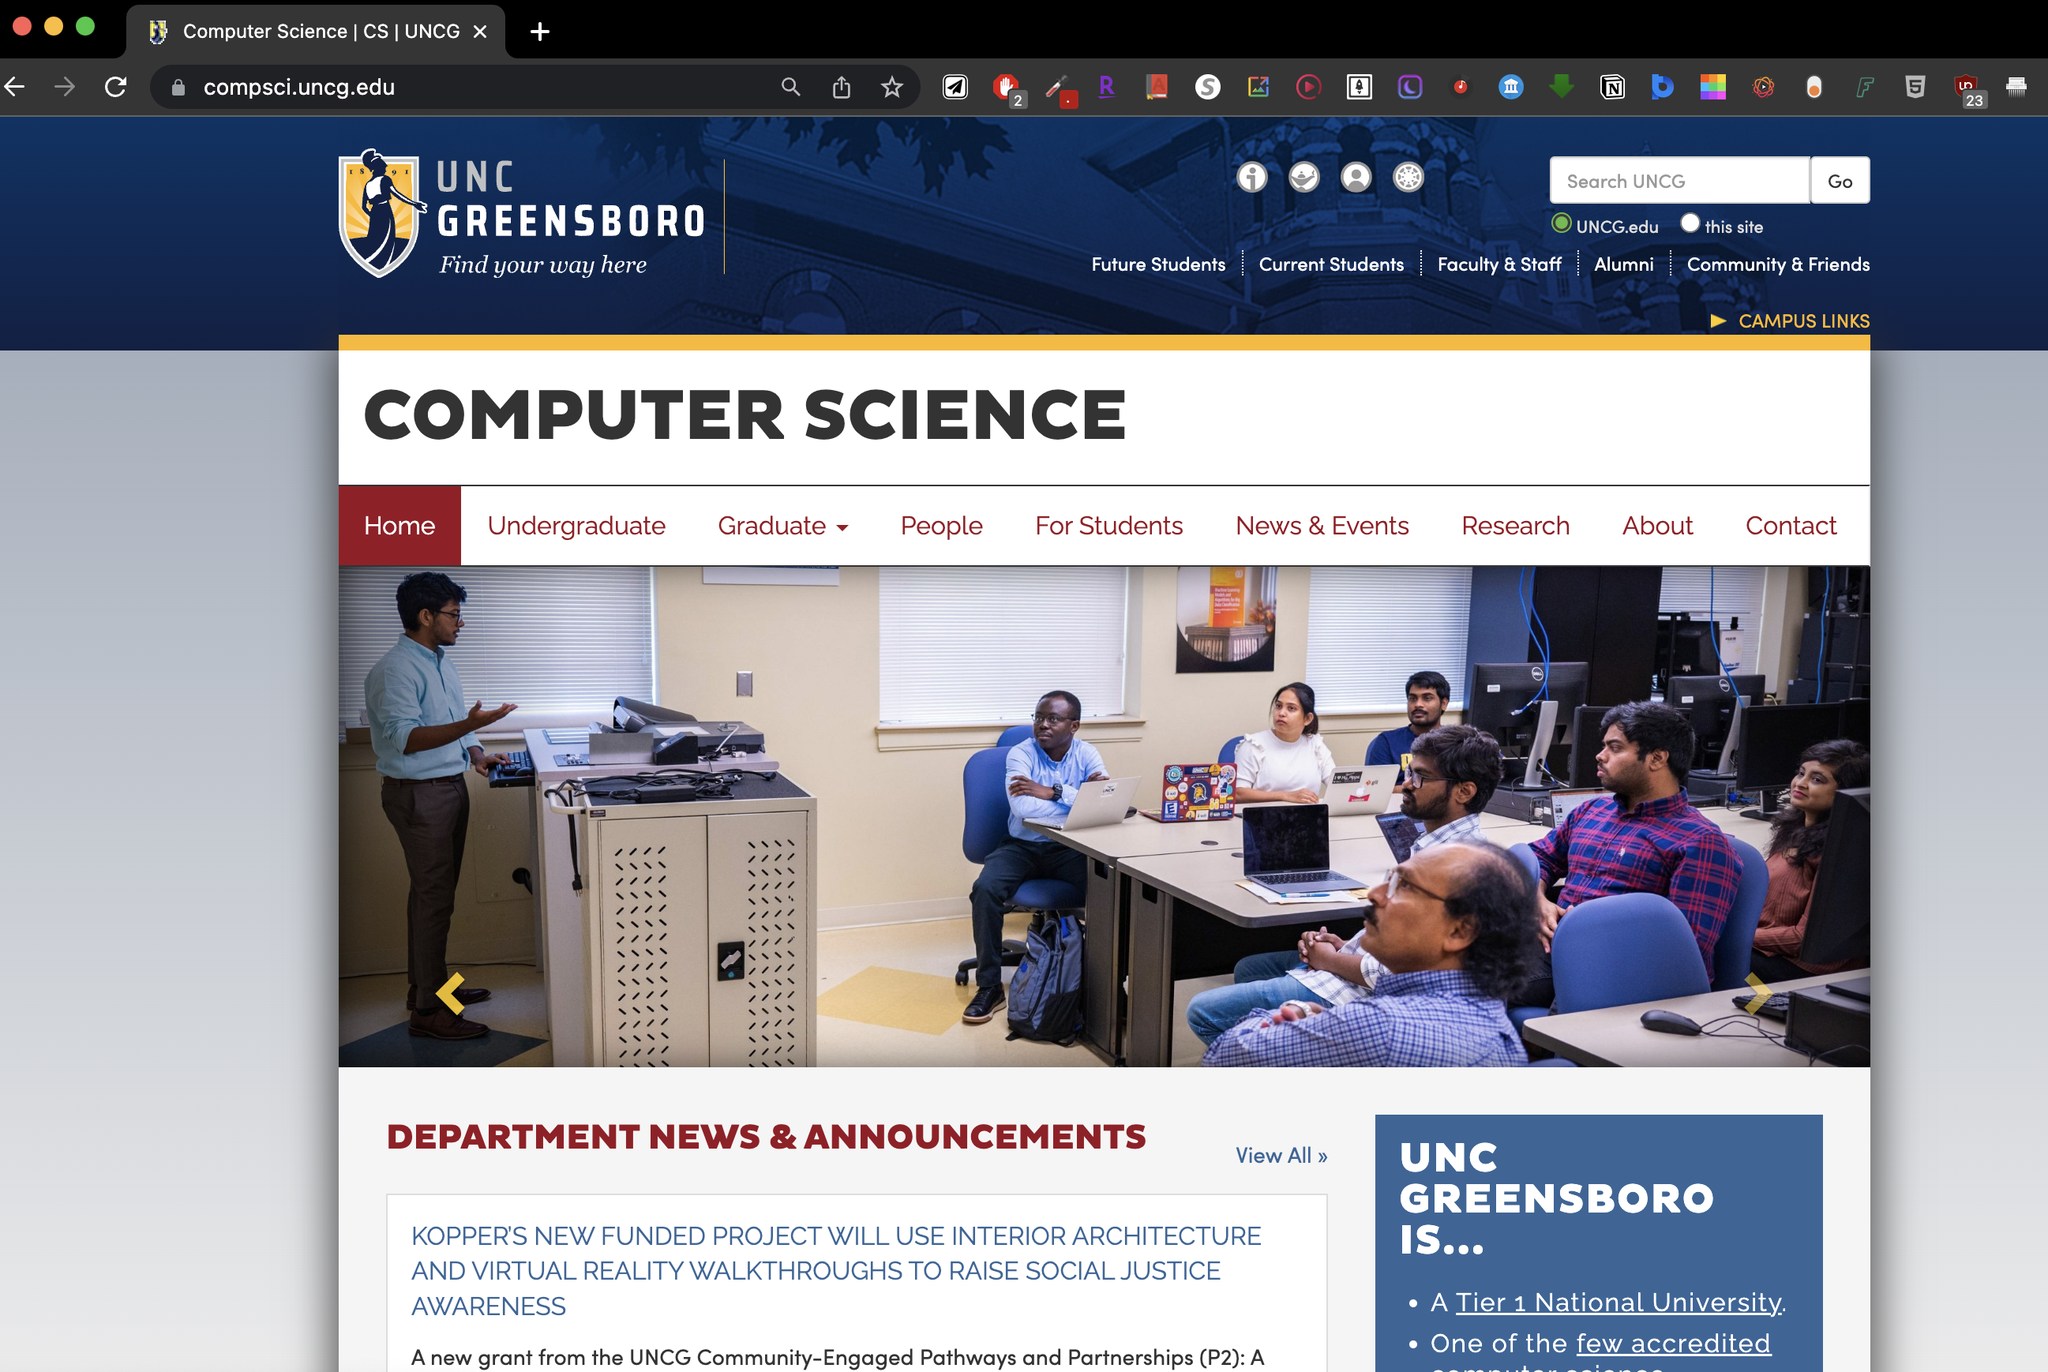 Computer Science | CS | UNCG
compsci.uncg.edu
2
23
1891
UNC
GREENSBORO
Find your way here
Search UNCG
Go
UNCG.edu
this site
Future Students
Current Students
Faculty & Staff
Alumni
Community & Friends
CAMPUS LINKS
COMPUTER SCIENCE
Home
Undergraduate
Graduate
People
For Students
News & Events
Research
About
Contact
DEPARTMENT NEWS & ANNOUNCEMENTS
View All »
KOPPER'S NEW FUNDED PROJECT WILL USE INTERIOR ARCHITECTURE
AND VIRTUAL REALITY WALKTHROUGHS TO RAISE SOCIAL JUSTICE
AWARENESS
A new grant from the UNCG Community-Engaged Pathways and Partnerships (P2): A
UNC
GREENSBORO
IS...
• A Tier 1 National University.
• One of the few accredited
computer science